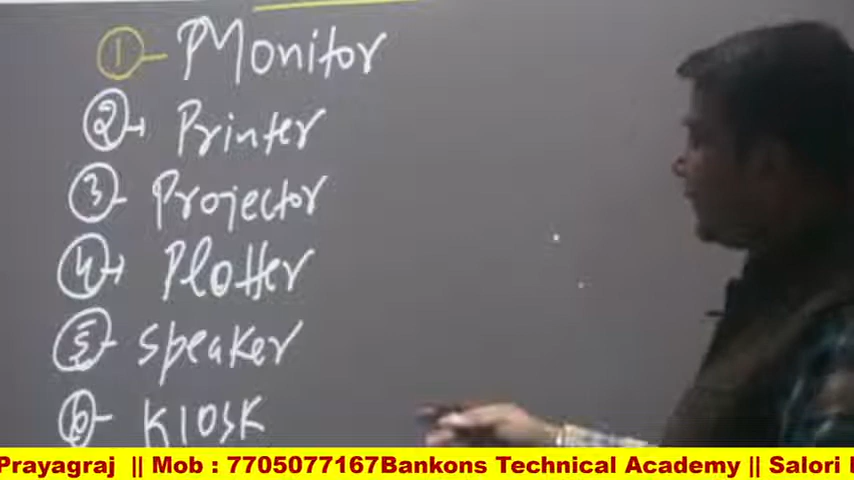 1 - Monitor
2 → Printer
3 - Projector
4 → Plotter
5 - Speaker
6 - KIOSK
Prayagraj || Mob : 7705077167Bankons Technical Academy || Salori